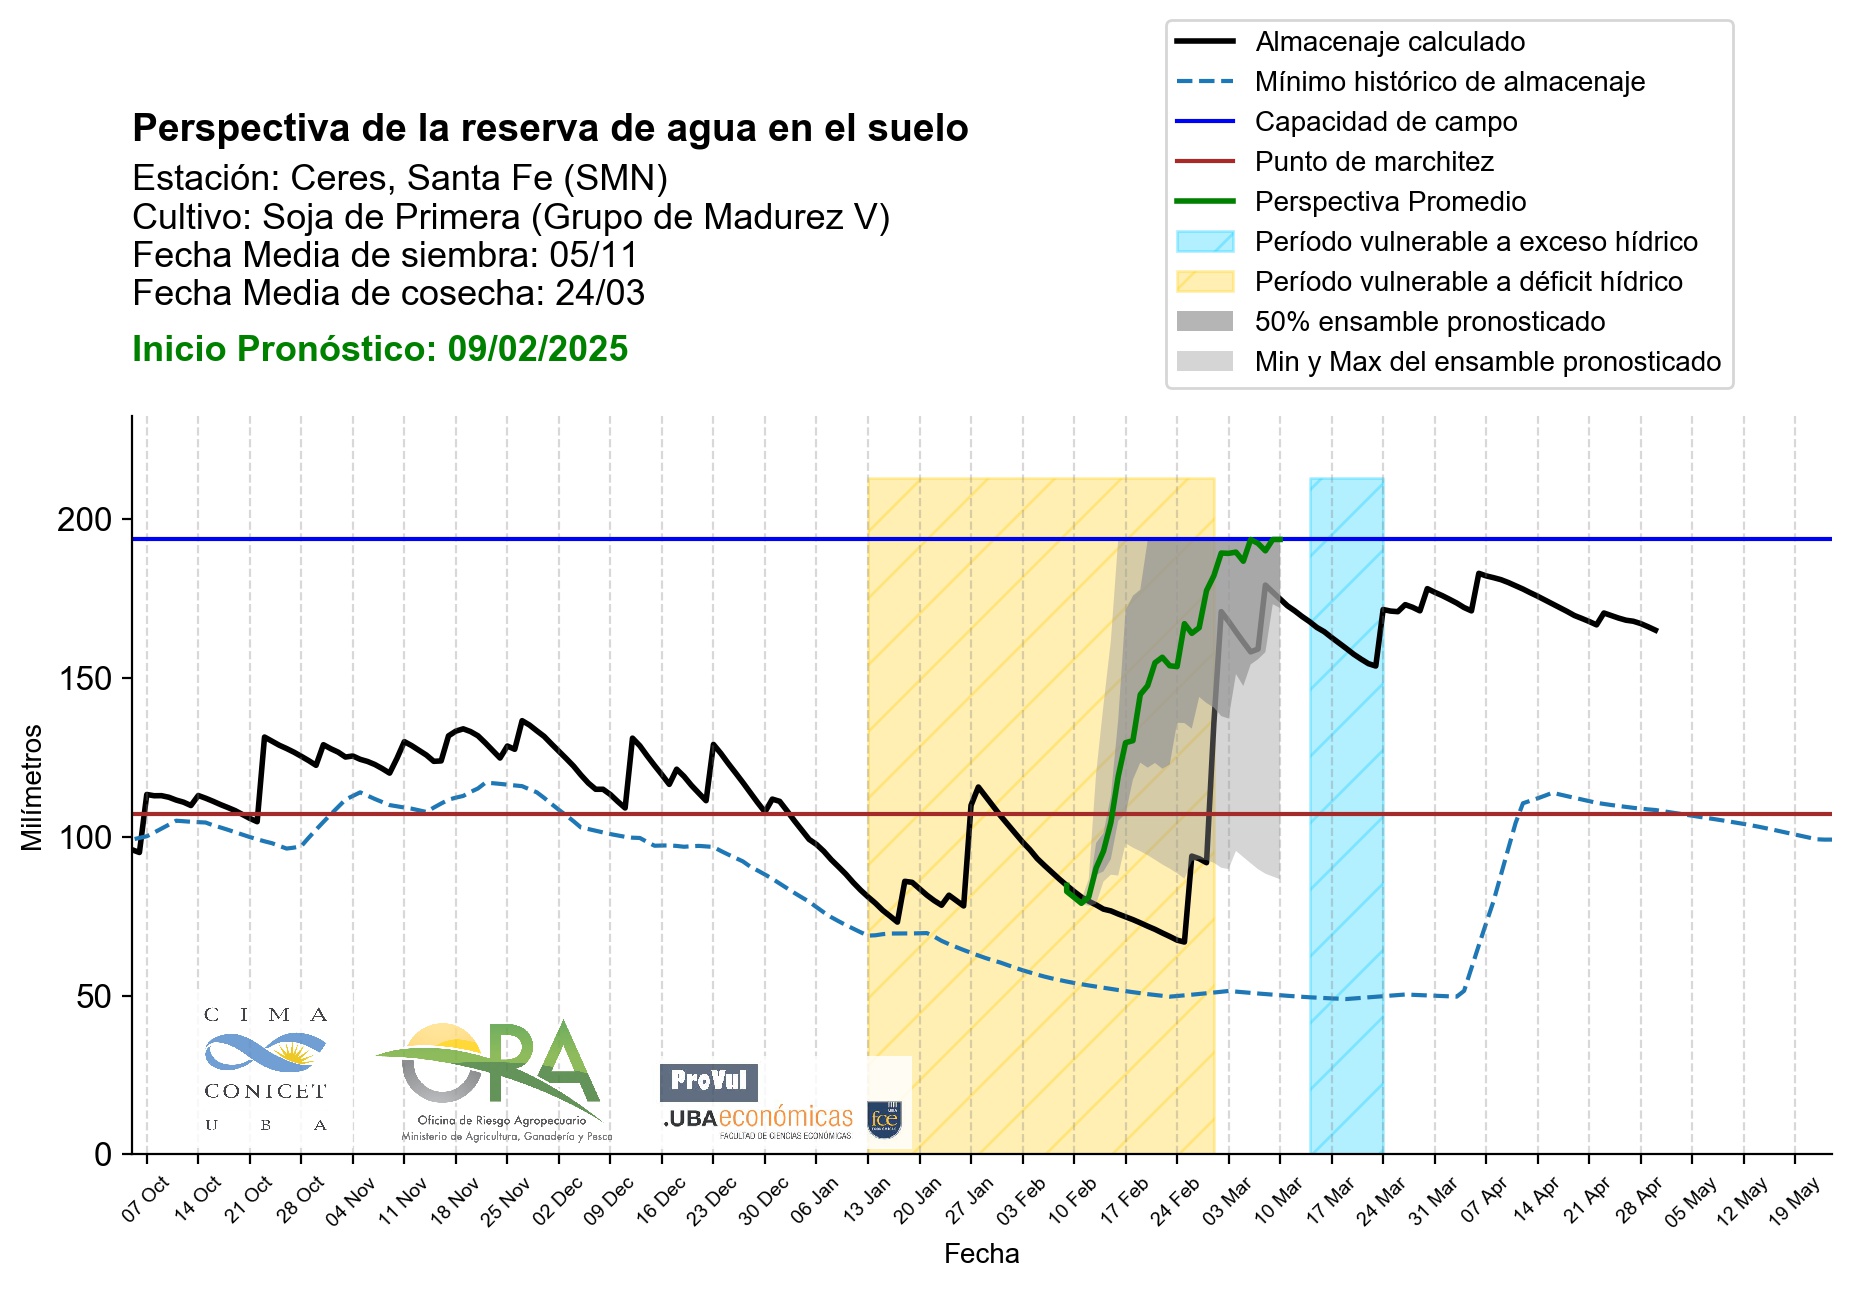 Almacenaje calculado
Mínimo histórico de almacenaje
Capacidad de campo
Punto de marchitez
Perspectiva Promedio
Período vulnerable a exceso hídrico
Período vulnerable a déficit hídrico
50% ensamble pronosticado
Min y Max del ensamble pronosticado
Perspectiva de la reserva de agua en el suelo
Estación: Ceres, Santa Fe (SMN)
Cultivo: Soja de Primera (Grupo de Madurez V)
Fecha Media de siembra: 05/11
Fecha Media de cosecha: 24/03
Inicio Pronóstico: 09/02/2025
200
150
100
50
0
Milímetros
CIMA
CONICET
UBA
ORA
Oficina de Riesgo Agropecuario
Ministerio de Agricultura, Ganadería y Pesca
ProVul
.UBAeconómicas
FACULTAD DE CIENCIAS ECONÓMICAS
fce
07 Oct
14 Oct
21 Oct
28 Oct
04 Nov
11 Nov
18 Nov
25 Nov
02 Dec
09 Dec
16 Dec
23 Dec
30 Dec
06 Jan
13 Jan
20 Jan
27 Jan
03 Feb
10 Feb
17 Feb
24 Feb
03 Mar
10 Mar
17 Mar
24 Mar
31 Mar
07 Apr
14 Apr
21 Apr
28 Apr
05 May
12 May
19 May
Fecha